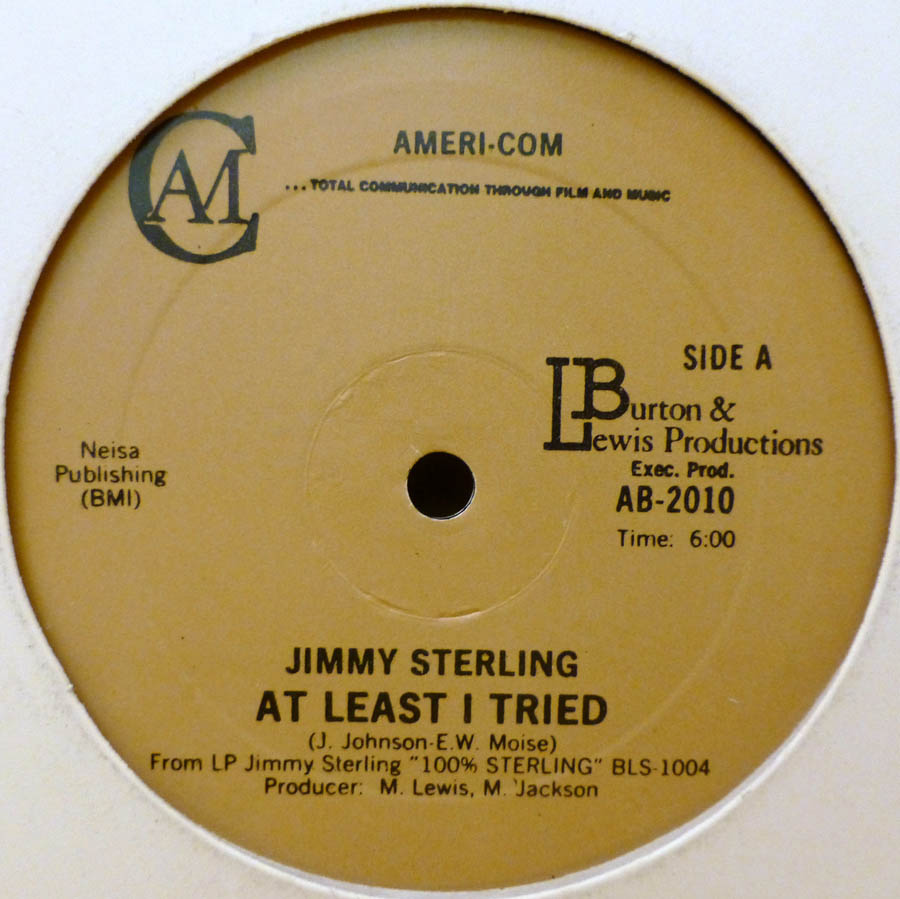 CAM
AMERI·COM
...TOTAL COMMUNICATION THROUGH FILM AND MUSIC
SIDE A
Burton &
Lewis Productions
Exec. Prod.
AB-2010
Time: 6:00
Neisa
Publishing
(BMI)
JIMMY STERLING
AT LEAST I TRIED
(J. Johnson-E.W. Moise)
From LP Jimmy Sterling "100% STERLING" BLS-1004
Producer: M. Lewis, M. Jackson